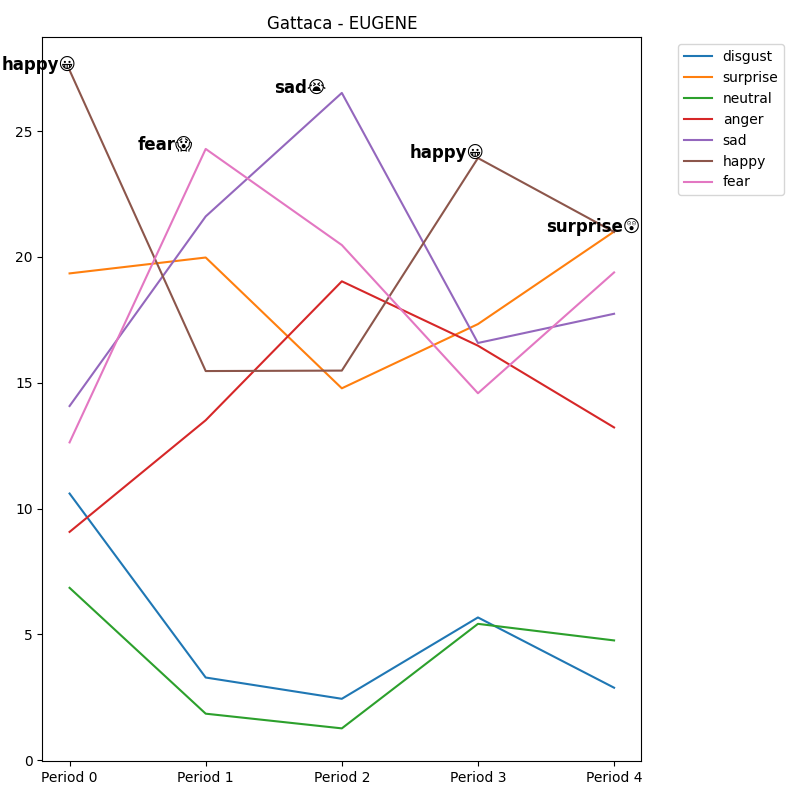 Gattaca - EUGENE
happy😀
sad😭
fear😱
happy😀
surprise😲
disgust
surprise
neutral
anger
sad
happy
fear
25
20
15
10
5
0
Period 0 Period 1 Period 2 Period 3 Period 4